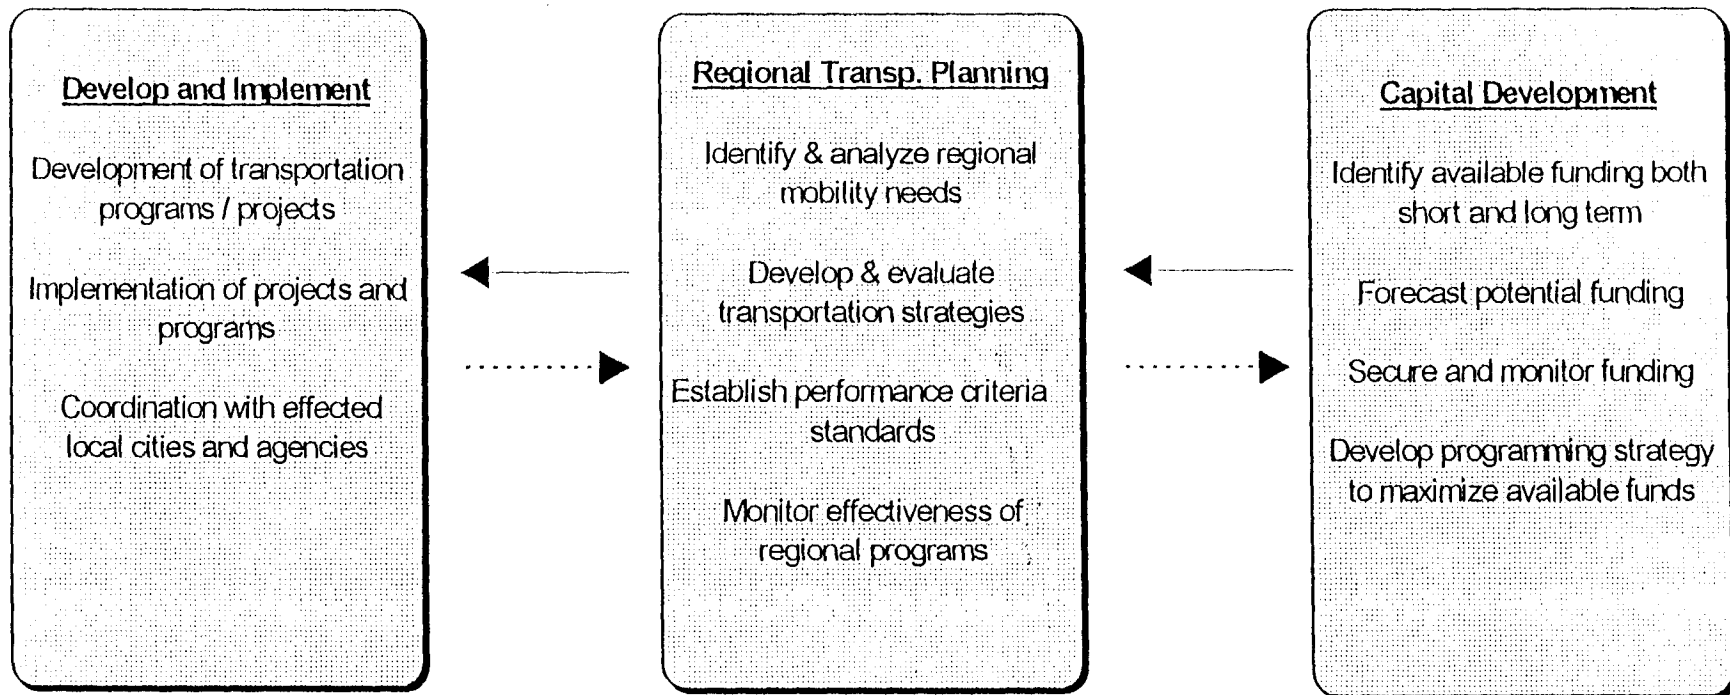 Develop and Implement
Development of transportation
programs / projects
Implementation of projects and
programs
Coordination with effected
local cities and agencies
Regional Transp. Planning
Identify & analyze regional
mobility needs
Develop & evaluate
transportation strategies
Establish performance criteria
standards
Monitor effectiveness of
regional programs
Capital Development
Identify available funding both
short and long term
Forecast potential funding
Secure and monitor funding
Develop programming strategy
to maximize available funds